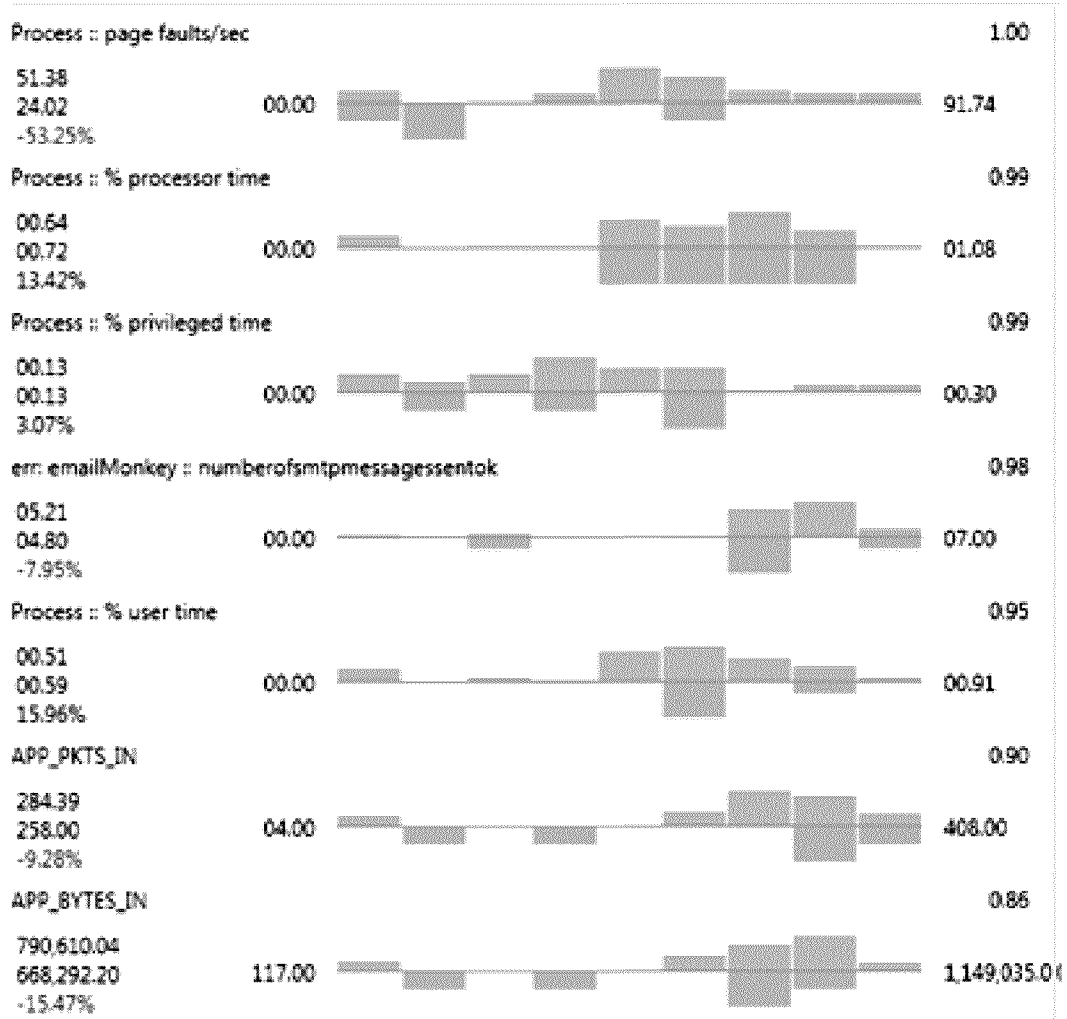 Process :: page faults/sec 1.00
51.38
24.02 00.00 91.74
-53.25%
Process :: % processor time 0.99
00.64
00.72 00.00 01.08
13.42%
Process :: % privileged time 0.99
00.13
00.13 00.00 00.30
3.07%
err: emailMonkey :: numberofsmtpmessagessentok 0.98
05.21
04.80 00.00 07.00
-7.95%
Process :: % user time 0.95
00.51
00.59 00.00 00.91
15.96%
APP_PKTS_IN 0.90
284.39
258.00 04.00 408.00
-9.28%
APP_BYTES_IN 0.86
790,610.04
668,292.20 117.00 1,149,035.0
-15.47%